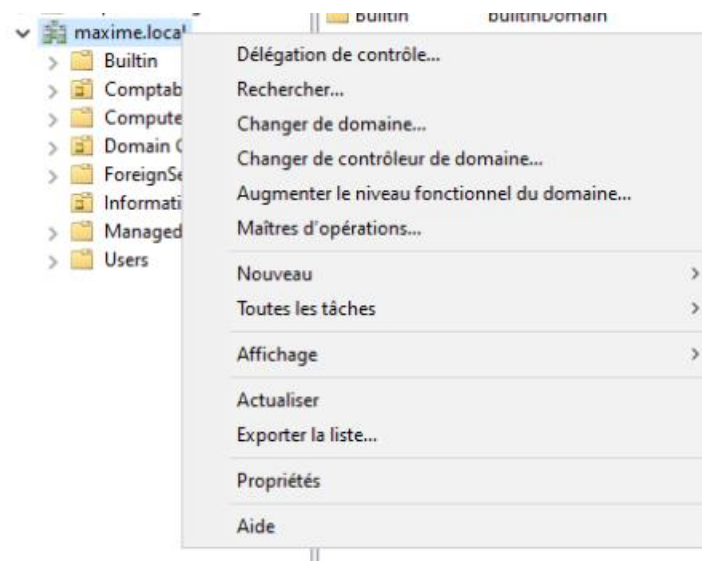 Builtin builtinDomain
maxime.local
Builtin
Comptab
Compute
Domain
ForeignSe
Informati
Managed
Users
Délégation de contrôle...
Rechercher...
Changer de domaine...
Changer de contrôleur de domaine...
Augmenter le niveau fonctionnel du domaine...
Maîtres d'opérations...
Nouveau
Toutes les tâches
Affichage
Actualiser
Exporter la liste...
Propriétés
Aide